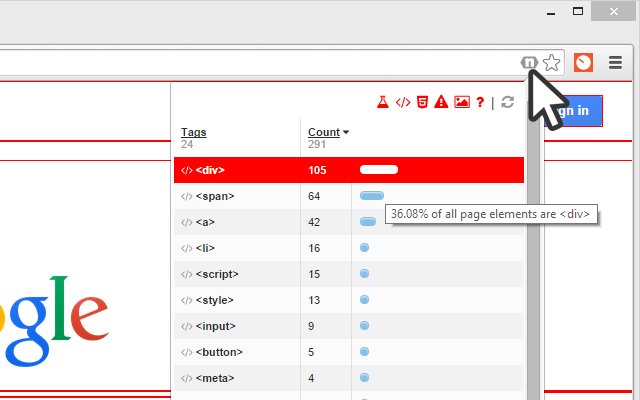 n
? |
gn in
Tags Count
24 291
</> <div> 105
</> <span> 64
36.08% of all page elements are <div>
</> <a> 42
</> <li> 16
</> <script> 15
</> <style> 13
</> <input> 9
</> <button> 5
</> <meta> 4
ogle